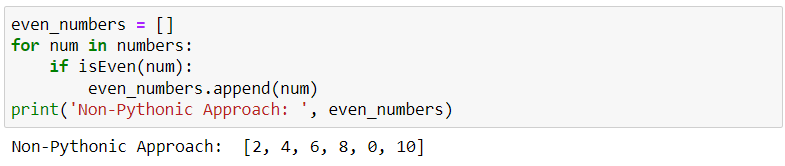 even_numbers = []
for num in numbers:
    if isEven(num):
        even_numbers.append(num)
print('Non-Pythonic Approach: ', even_numbers)
Non-Pythonic Approach:  [2, 4, 6, 8, 0, 10]